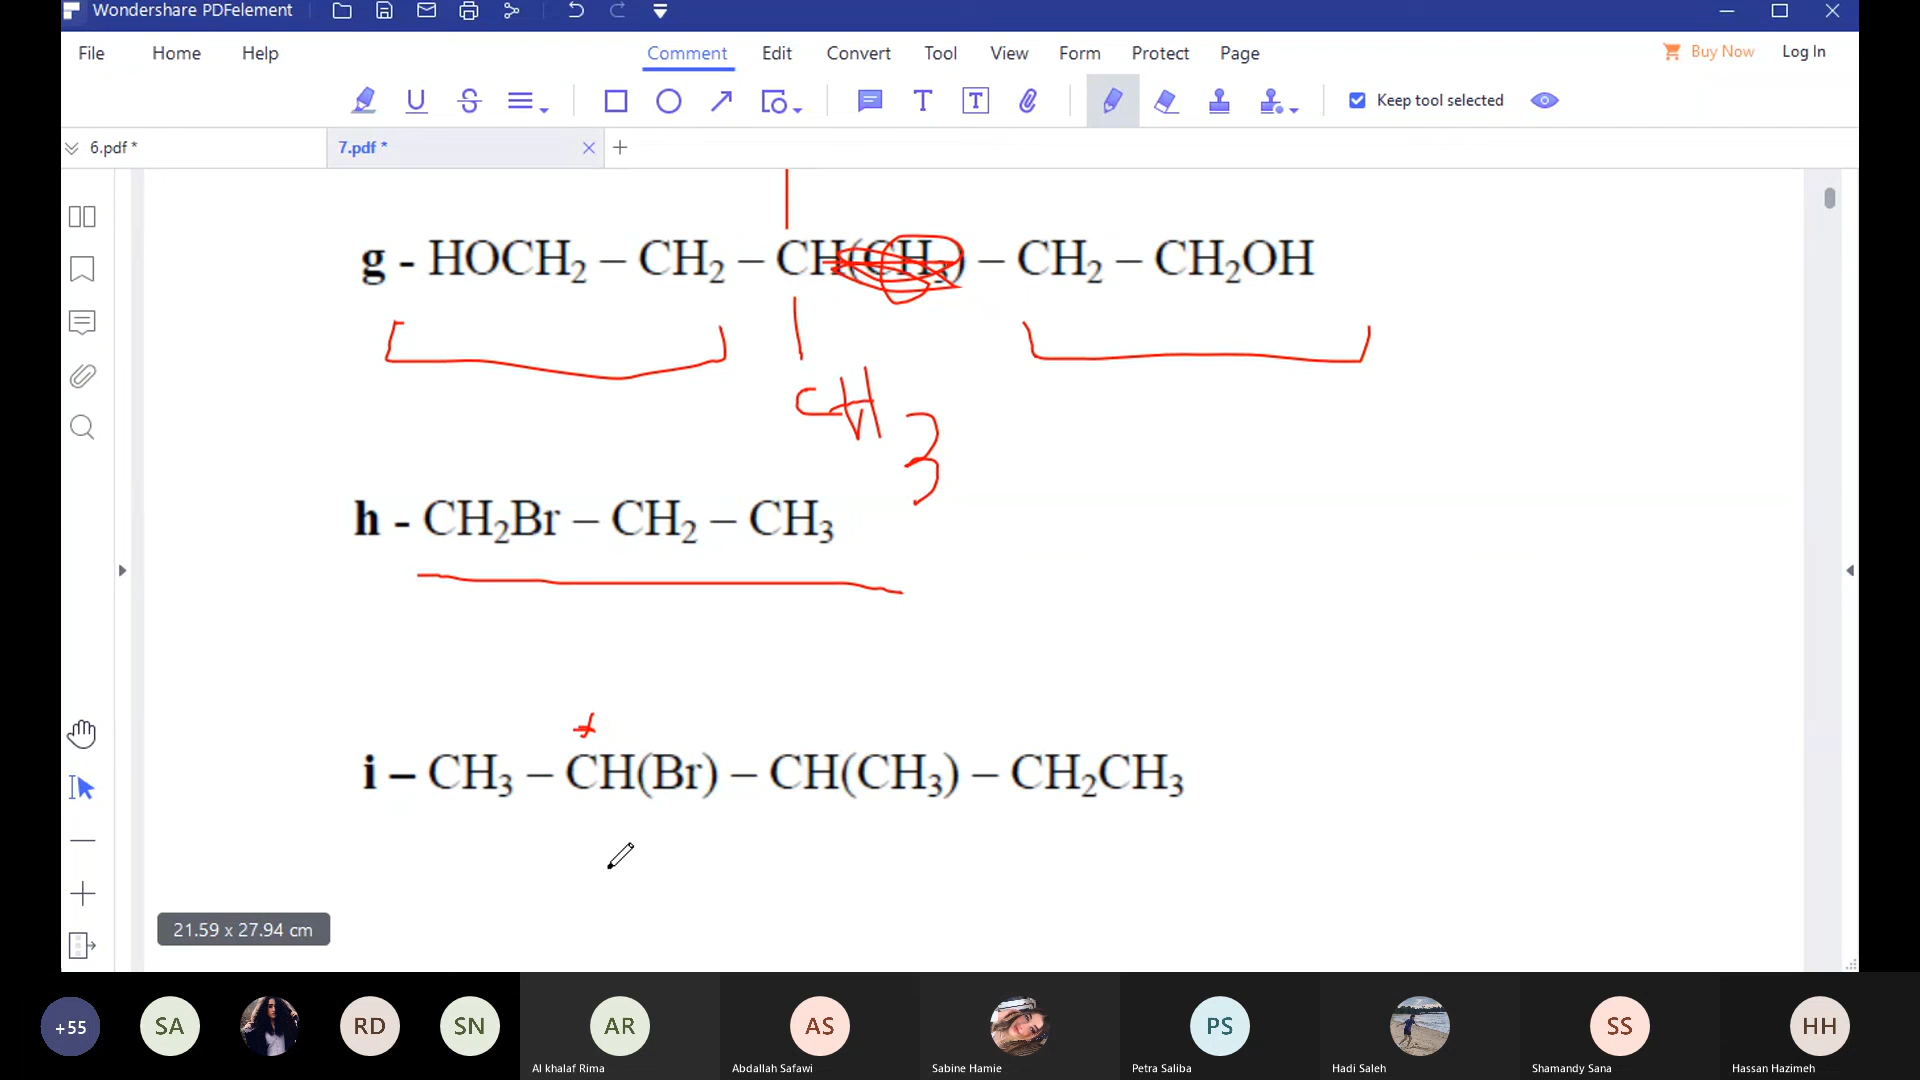 Wondershare PDFelement
File Home Help Comment Edit Convert Tool View Form Protect Page Buy Now Log In
Keep tool selected
6.pdf * 7.pdf *
g - HOCH₂ – CH₂ – CH(CH₃) – CH₂ – CH₂OH
CH₃
h - CH₂Br – CH₂ – CH₃
i – CH₃ – CH(Br) – CH(CH₃) – CH₂CH₃
21.59 x 27.94 cm
+55 SA RD SN AR AS PS SS HH
Al khalaf Rima Abdallah Safawi Sabine Hamie Petra Saliba Hadi Saleh Shamandy Sana Hassan Hazimeh